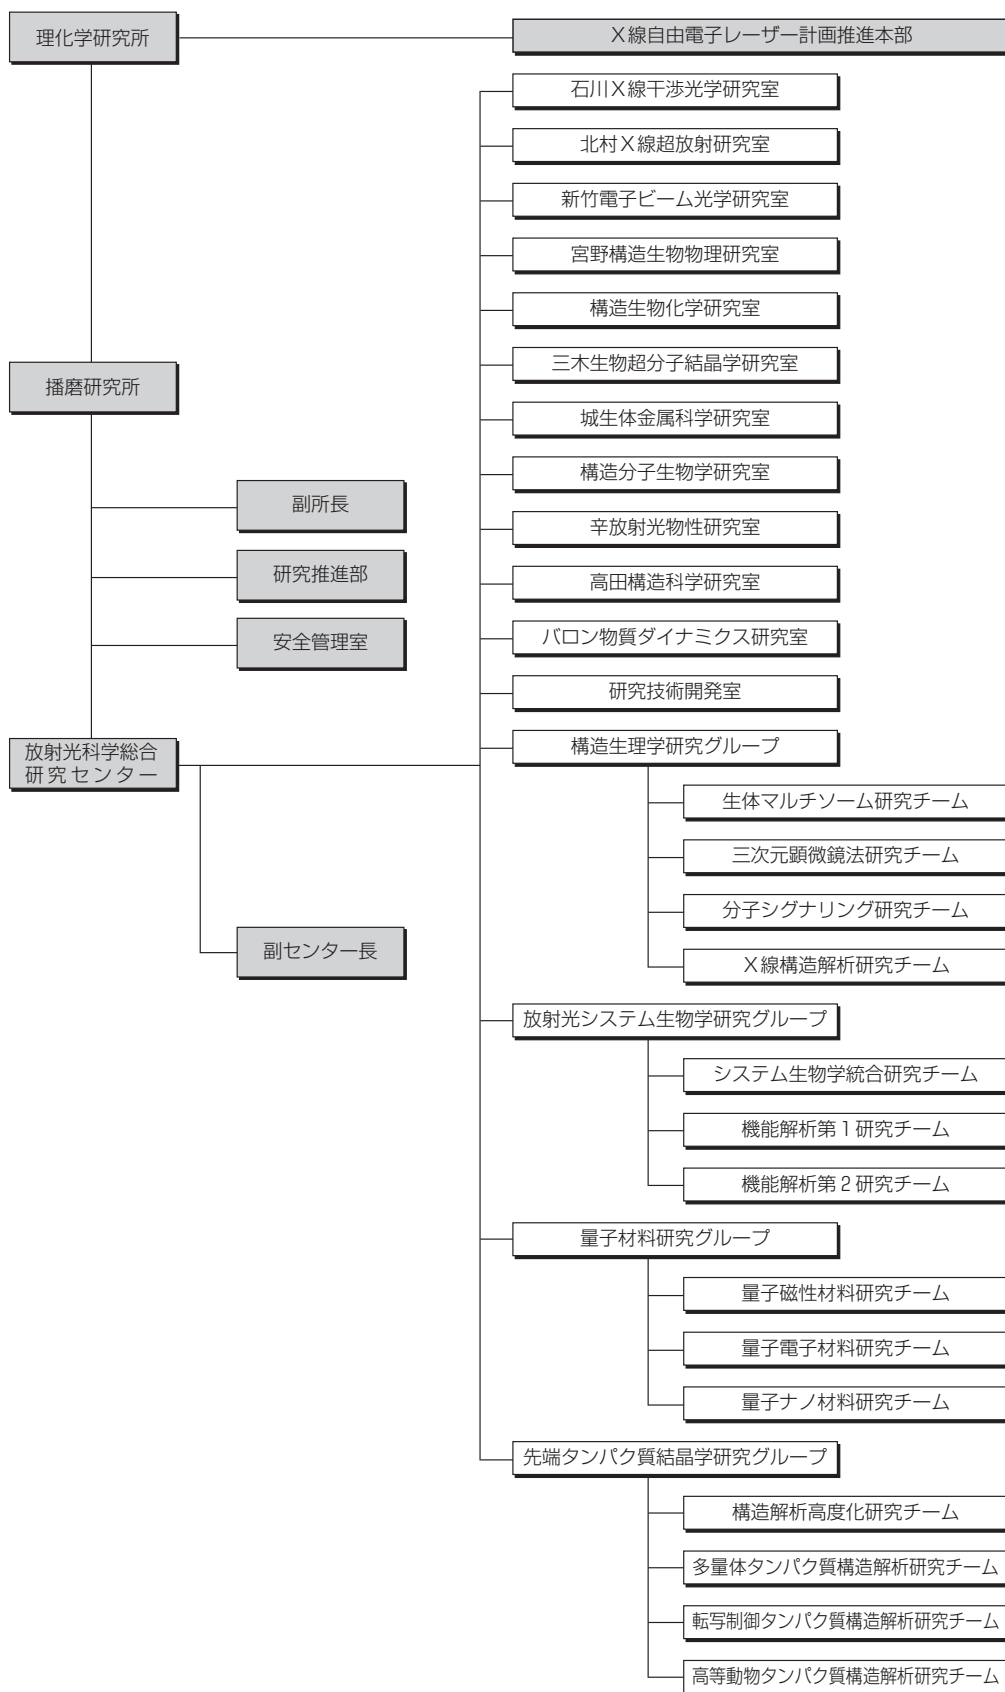 理化学研究所
X線自由電子レーザー計画推進本部
石川X線干渉光学研究室
北村X線超放射研究室
新竹電子ビーム光学研究室
宮野構造生物物理研究室
構造生物化学研究室
三木生物超分子結晶学研究室
播磨研究所
城生体金属科学研究室
構造分子生物学研究室
副所長
辛放射光物性研究室
研究推進部
高田構造科学研究室
安全管理室
バロン物質ダイナミクス研究室
研究技術開発室
放射光科学総合
研究センター
構造生理学研究グループ
生体マルチソーム研究チーム
三次元顕微鏡法研究チーム
分子シグナリング研究チーム
副センター長
X線構造解析研究チーム
放射光システム生物学研究グループ
システム生物学統合研究チーム
機能解析第1研究チーム
機能解析第2研究チーム
量子材料研究グループ
量子磁性材料研究チーム
量子電子材料研究チーム
量子ナノ材料研究チーム
先端タンパク質結晶学研究グループ
構造解析高度化研究チーム
多量体タンパク質構造解析研究チーム
転写制御タンパク質構造解析研究チーム
高等動物タンパク質構造解析研究チーム